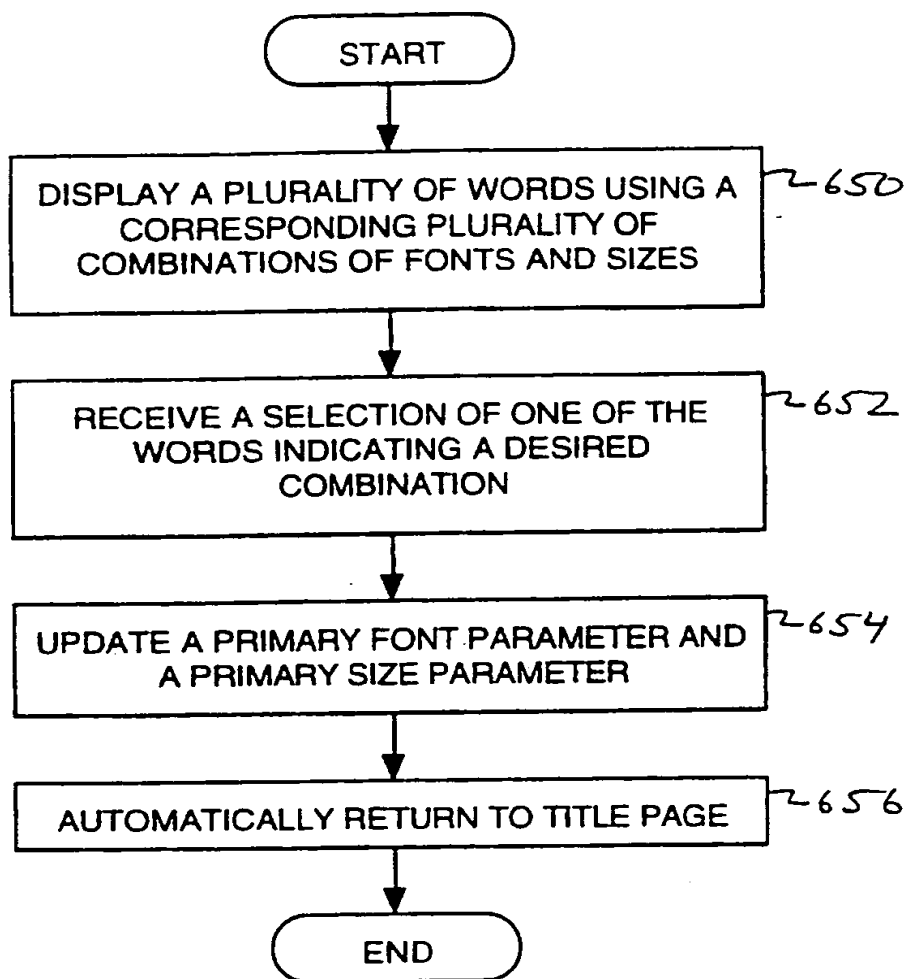 START
DISPLAY A PLURALITY OF WORDS USING A
CORRESPONDING PLURALITY OF
COMBINATIONS OF FONTS AND SIZES
650
RECEIVE A SELECTION OF ONE OF THE
WORDS INDICATING A DESIRED
COMBINATION
652
UPDATE A PRIMARY FONT PARAMETER AND
A PRIMARY SIZE PARAMETER
654
AUTOMATICALLY RETURN TO TITLE PAGE
656
END